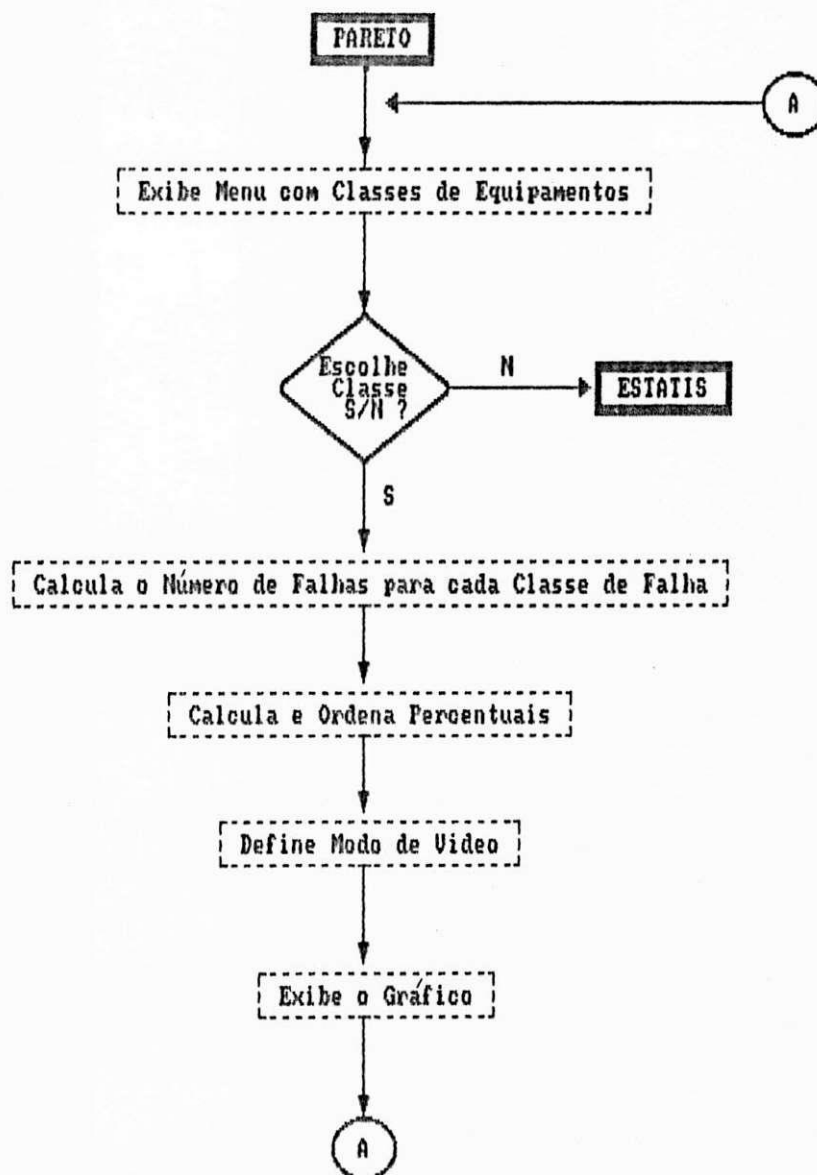 PARETO
A
Exibe Menu com Classes de Equipamentos
Escolhe
Classe
S/N ?
N
ESTATIS
S
Calcula o Número de Falhas para cada Classe de Falha
Calcula e Ordena Percentuais
Define Modo de Video
Exibe o Gráfico
A